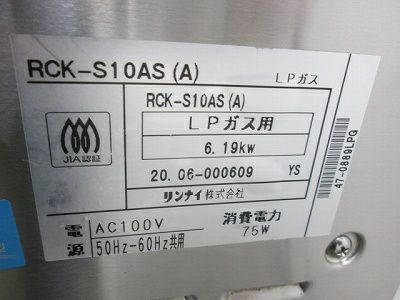 RCK-S10AS (A)
LPガス
RCK-S10AS (A)
LPガス用
6.19kw
20.06-000609 YS
リンナイ株式会社
JIA認証
47-0889LPG
電源
AC100V
50Hz-60Hz共用
消費電力
75W